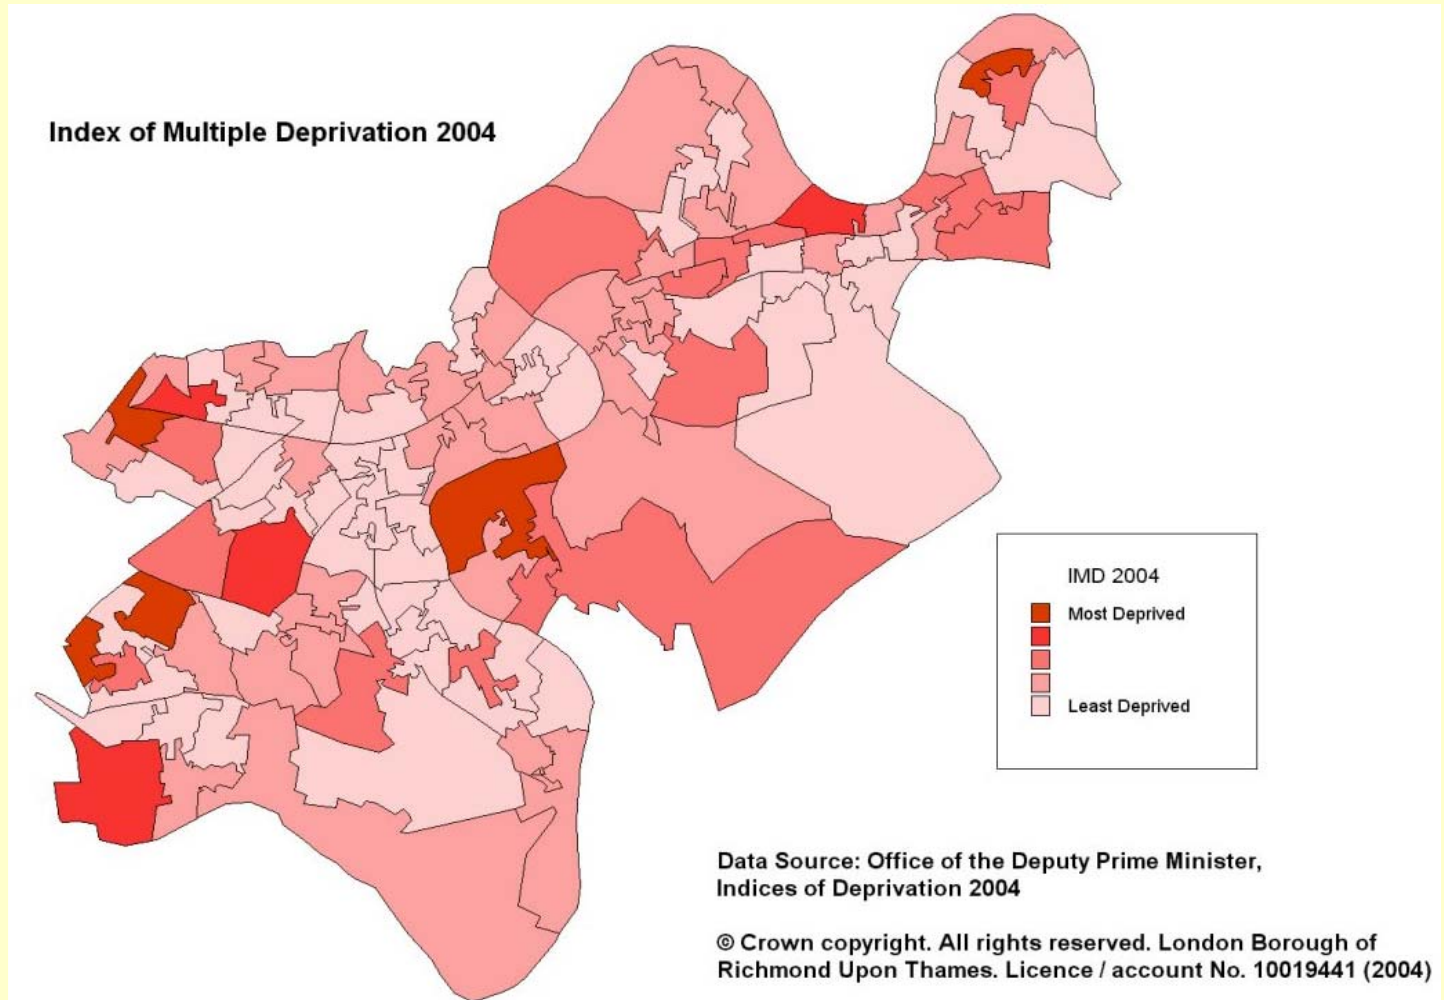 Index of Multiple Deprivation 2004
IMD 2004
Most Deprived
Least Deprived
Data Source: Office of the Deputy Prime Minister,
Indices of Deprivation 2004
© Crown copyright. All rights reserved. London Borough of
Richmond Upon Thames. Licence / account No. 10019441 (2004)